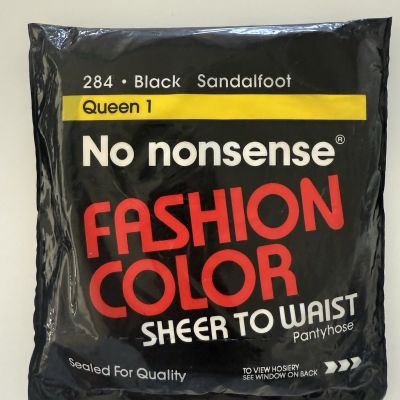 284 • Black Sandalfoot
Queen 1
No nonsense®
FASHION
COLOR
SHEER TO WAIST
Pantyhose
Sealed For Quality
TO VIEW HOSIERY
SEE WINDOW ON BACK